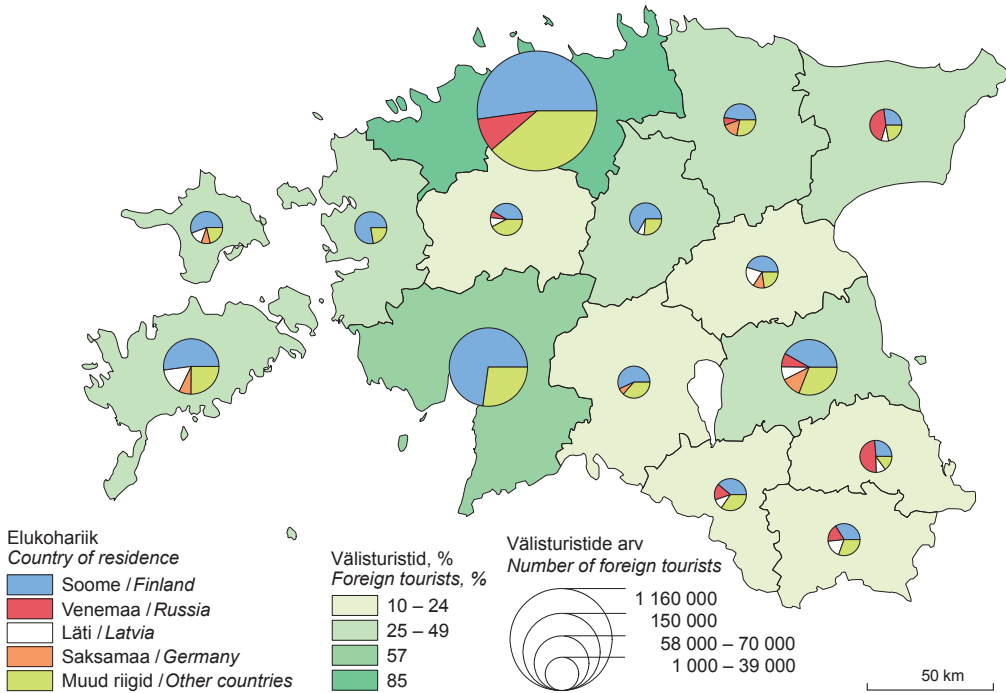 Elukohariik
Country of residence
Soome / Finland
Venemaa / Russia
Läti / Latvia
Saksamaa / Germany
Muud riigid / Other countries
Välisturistid, %
Foreign tourists, %
10 – 24
25 – 49
57
85
Välisturistide arv
Number of foreign tourists
1 160 000
150 000
58 000 – 70 000
1 000 – 39 000
50 km